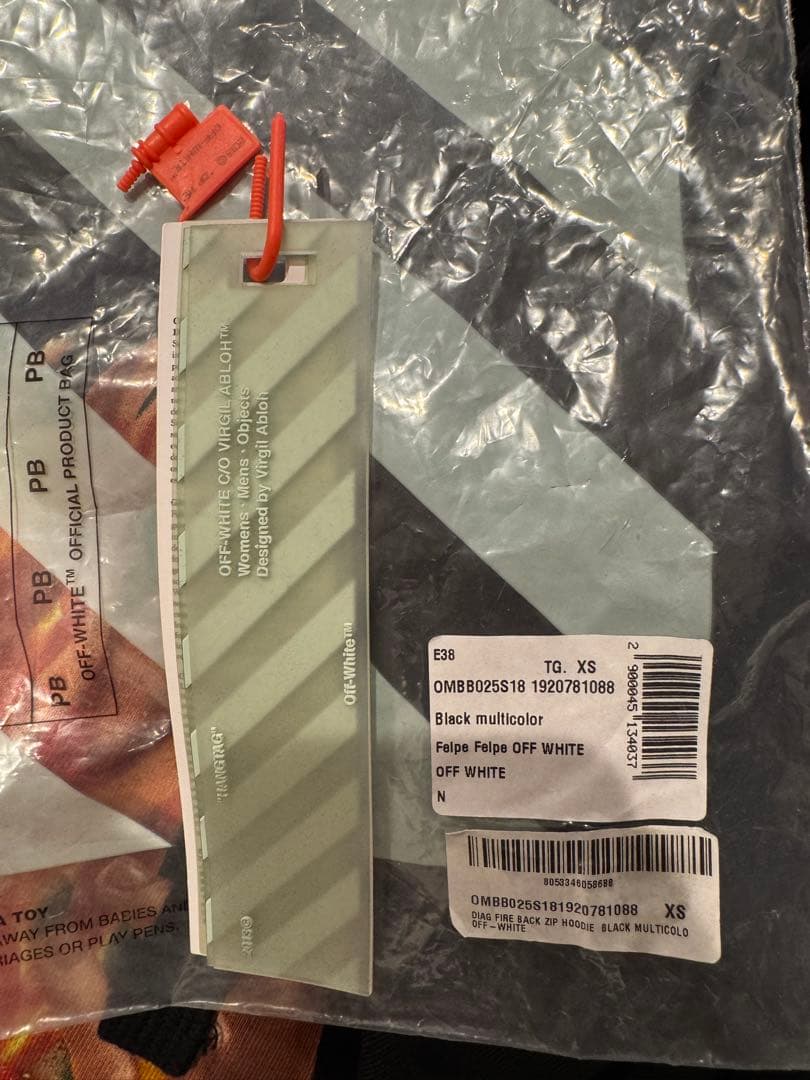 PB PB PB PB
OFF-WHITE™ OFFICIAL PRODUCT BAG
OFF-WHITE C/O VIRGIL ABLOH™
Womens · Mens · Objects
Designed by Virgil Abloh
Off-White™
"HANGTAG"
E38
TG. XS
OMBB025S18 1920781088
Black multicolor
Felpe Felpe OFF WHITE
OFF WHITE
N
2 900045 134037
8053346058688
OMBB025S181920781088 XS
DIAG FIRE BACK ZIP HOODIE BLACK MULTICOLO
OFF-WHITE
A TOY
AWAY FROM BABIES AND
RIAGES OR PLAY PENS.